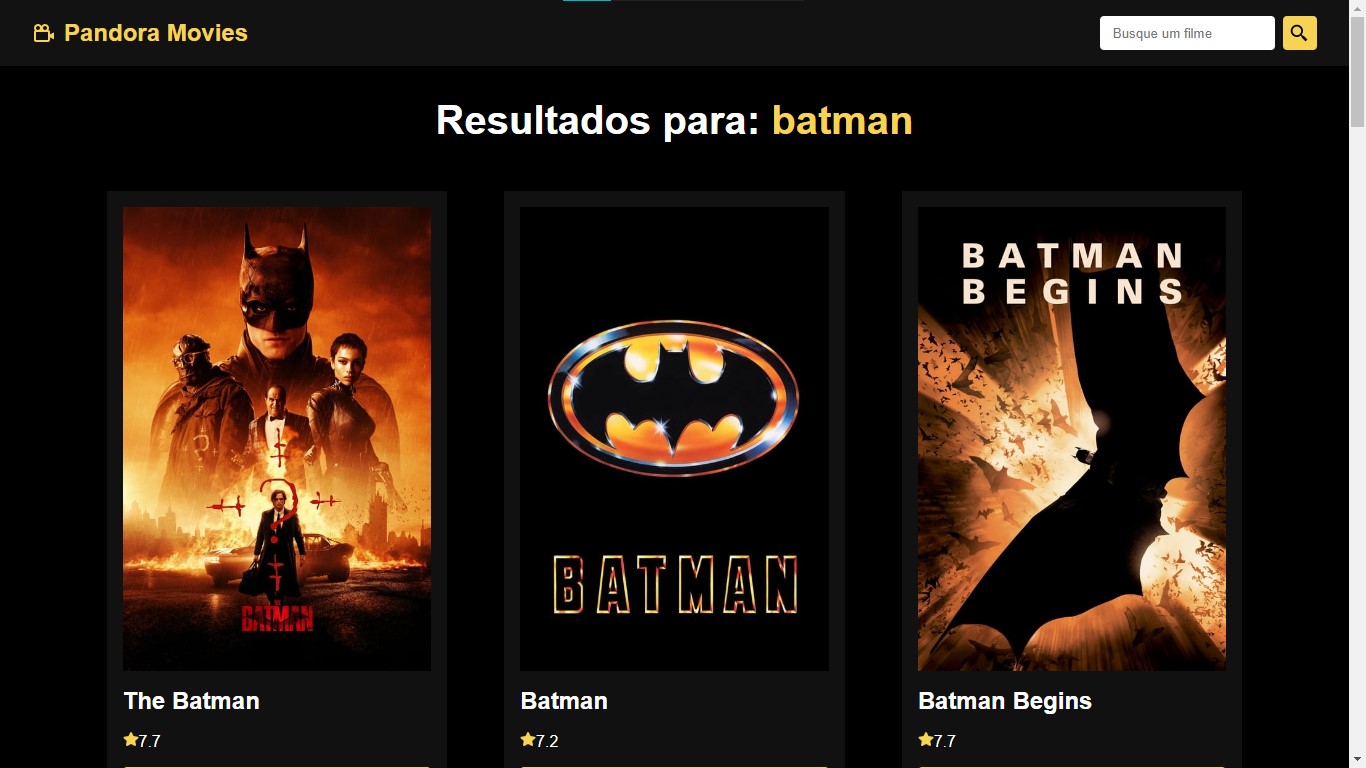 Pandora Movies
Busque um filme
Resultados para: batman
BATMAN
BATMAN
BATMAN
BEGINS
The Batman
Batman
Batman Begins
7.7
7.2
7.7